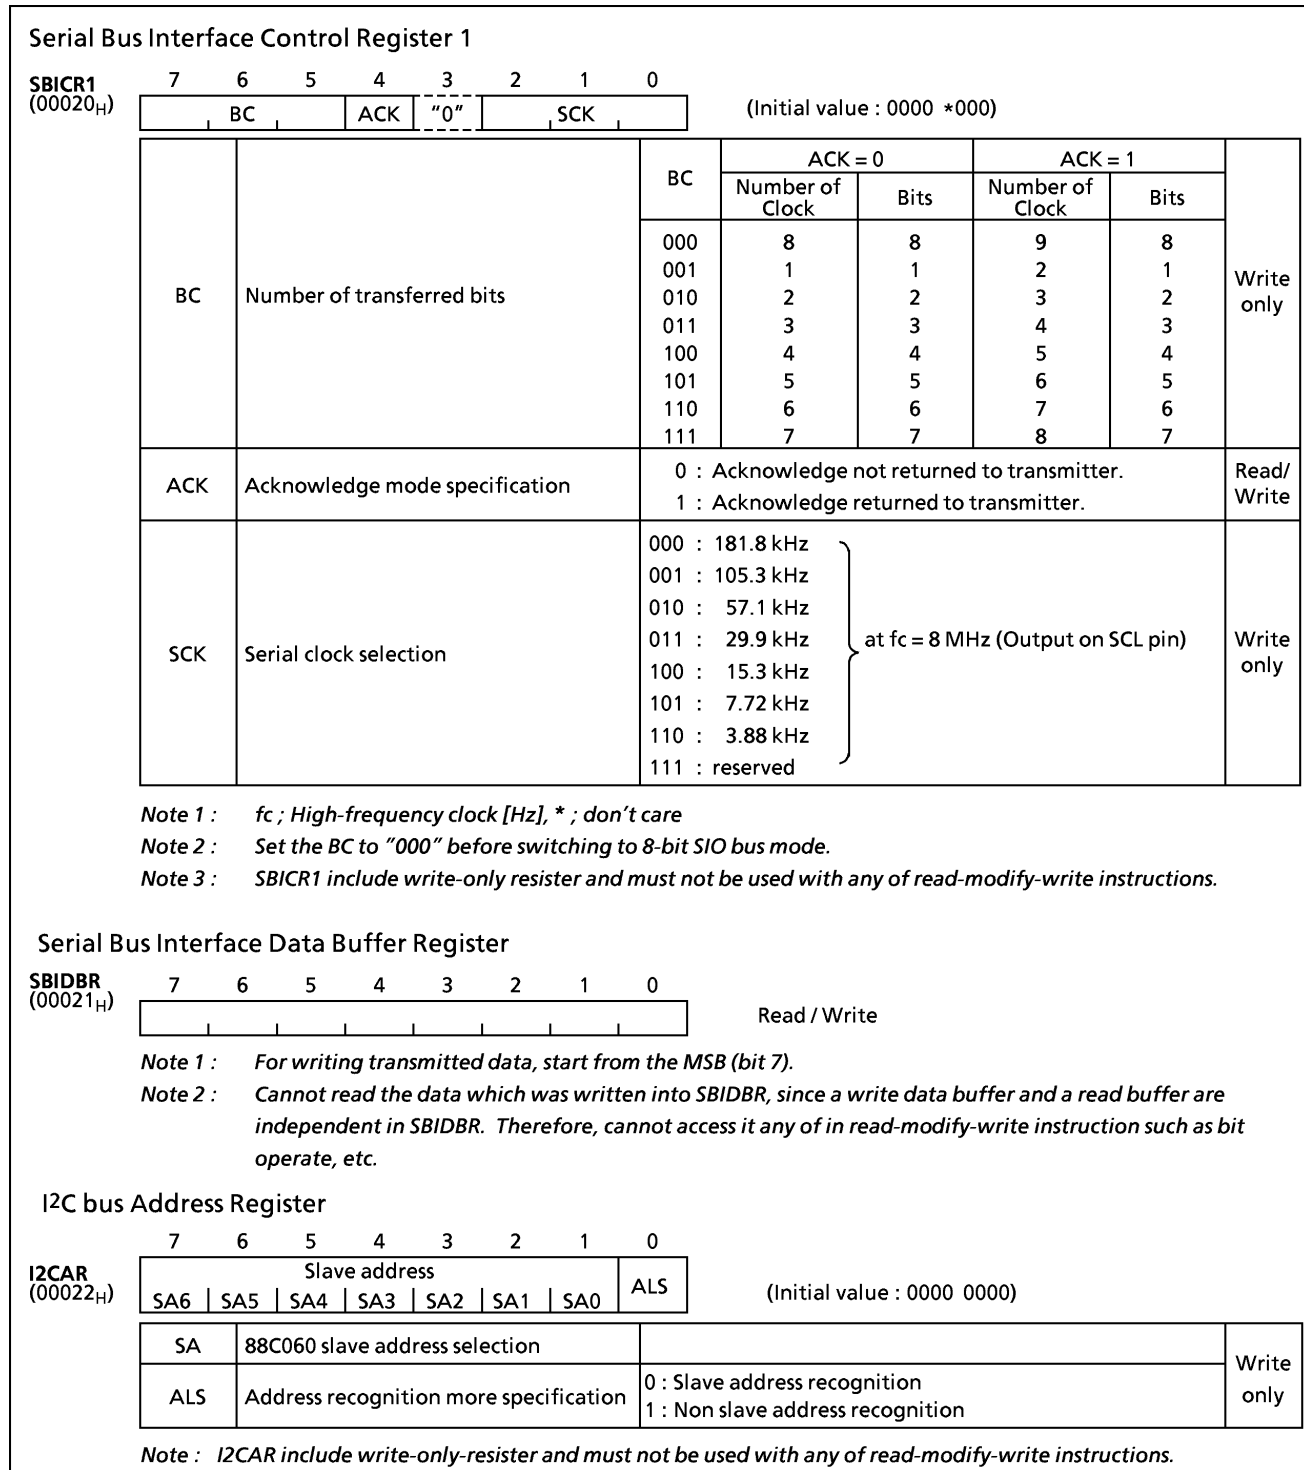 Serial Bus Interface Control Register 1
SBICR1 7 6 5 4 3 2 1 0
(00020H) BC ACK "0" SCK (Initial value : 0000 *000)
BC Number of transferred bits BC ACK = 0 ACK = 1 Write only
Number of Clock Bits Number of Clock Bits
000 8 8 9 8
001 1 1 2 1
010 2 2 3 2
011 3 3 4 3
100 4 4 5 4
101 5 5 6 5
110 6 6 7 6
111 7 7 8 7
ACK Acknowledge mode specification 0 : Acknowledge not returned to transmitter. Read/
1 : Acknowledge returned to transmitter. Write
SCK Serial clock selection at fc = 8 MHz (Output on SCL pin) Write only
000 : 181.8 kHz
001 : 105.3 kHz
010 : 57.1 kHz
011 : 29.9 kHz
100 : 15.3 kHz
101 : 7.72 kHz
110 : 3.88 kHz
111 : reserved
Note 1 : fc ; High-frequency clock [Hz], * ; don't care
Note 2 : Set the BC to "000" before switching to 8-bit SIO bus mode.
Note 3 : SBICR1 include write-only resister and must not be used with any of read-modify-write instructions.
Serial Bus Interface Data Buffer Register
SBIDBR 7 6 5 4 3 2 1 0
(00021H) Read / Write
Note 1 : For writing transmitted data, start from the MSB (bit 7).
Note 2 : Cannot read the data which was written into SBIDBR, since a write data buffer and a read buffer are
independent in SBIDBR. Therefore, cannot access it any of in read-modify-write instruction such as bit
operate, etc.
I2C bus Address Register
7 6 5 4 3 2 1 0
I2CAR Slave address
(00022H) SA6 SA5 SA4 SA3 SA2 SA1 SA0 ALS (Initial value : 0000 0000)
SA 88C060 slave address selection Write only
ALS Address recognition more specification 0 : Slave address recognition
1 : Non slave address recognition
Note : I2CAR include write-only-resister and must not be used with any of read-modify-write instructions.